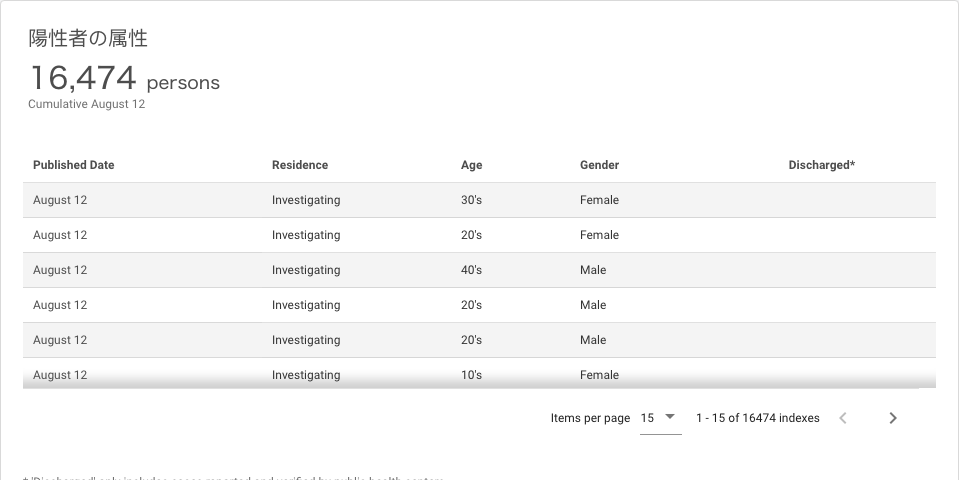 陽性者の属性
16,474 persons
Cumulative August 12
Published Date Residence Age Gender Discharged*
August 12 Investigating 30's Female
August 12 Investigating 20's Female
August 12 Investigating 40's Male
August 12 Investigating 20's Male
August 12 Investigating 20's Male
August 12 Investigating 10's Female
Items per page 15 1 - 15 of 16474 indexes